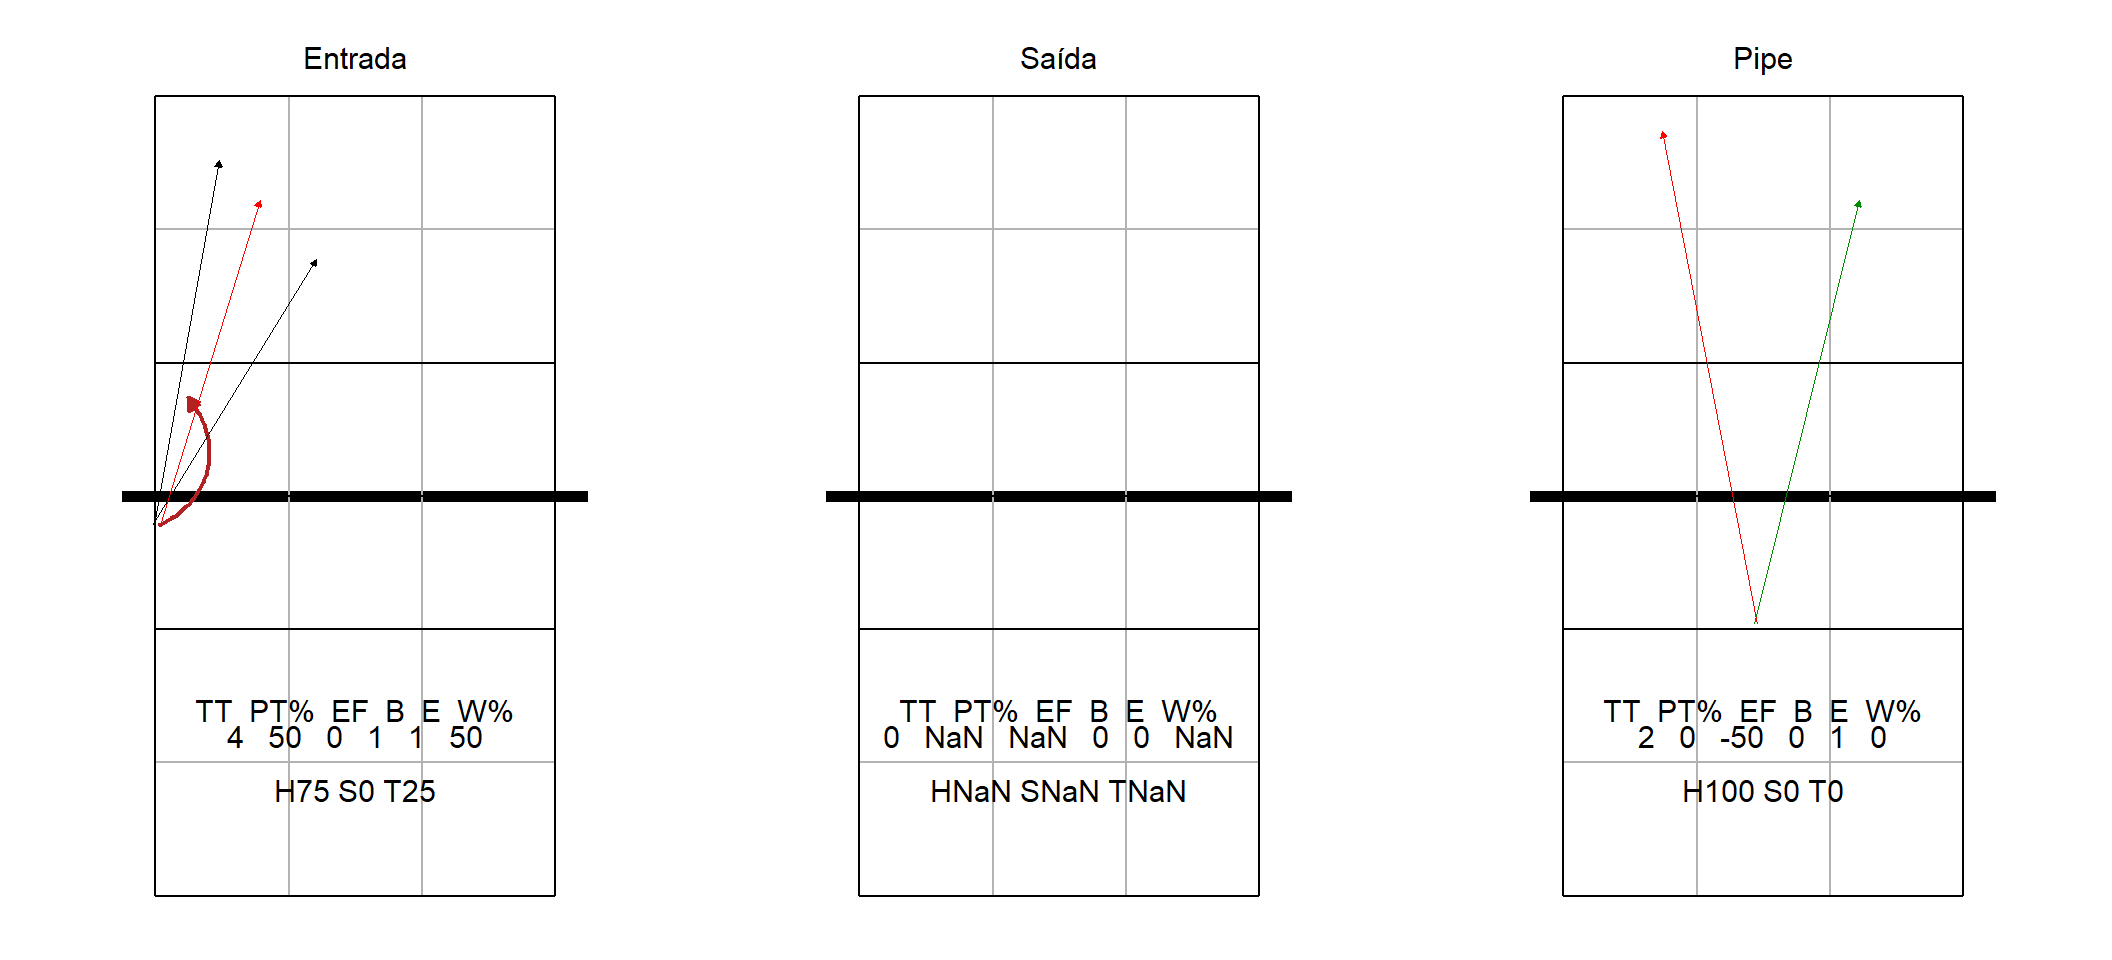 Entrada
TT PT% EF B E W%
4 50 0 1 1 50
H75 S0 T25
Saída
TT PT% EF B E W%
0 NaN NaN 0 0 NaN
HNaN SNaN TNaN
Pipe
TT PT% EF B E W%
2 0 -50 0 1 0
H100 S0 T0